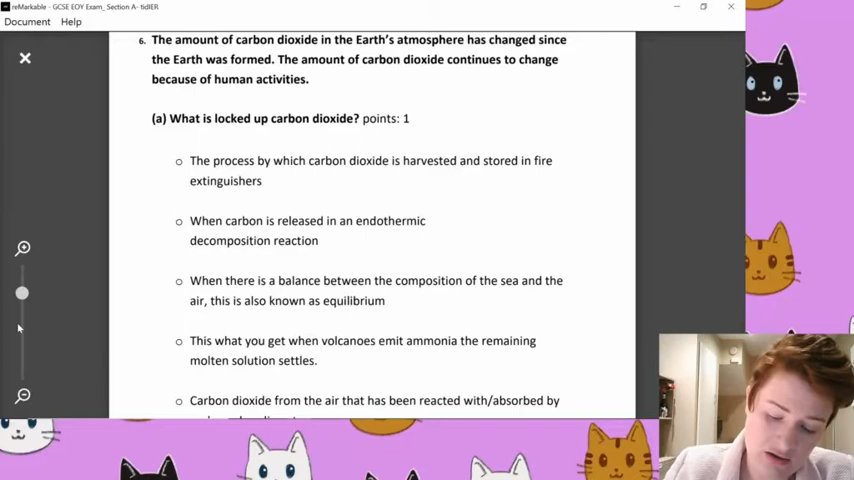 reMarkable - GCSE EOY Exam_ Section A- tidIER
Document Help
6. The amount of carbon dioxide in the Earth's atmosphere has changed since
the Earth was formed. The amount of carbon dioxide continues to change
because of human activities.
(a) What is locked up carbon dioxide? points: 1
The process by which carbon dioxide is harvested and stored in fire
extinguishers
When carbon is released in an endothermic
decomposition reaction
When there is a balance between the composition of the sea and the
air, this is also known as equilibrium
This what you get when volcanoes emit ammonia the remaining
molten solution settles.
Carbon dioxide from the air that has been reacted with/absorbed by